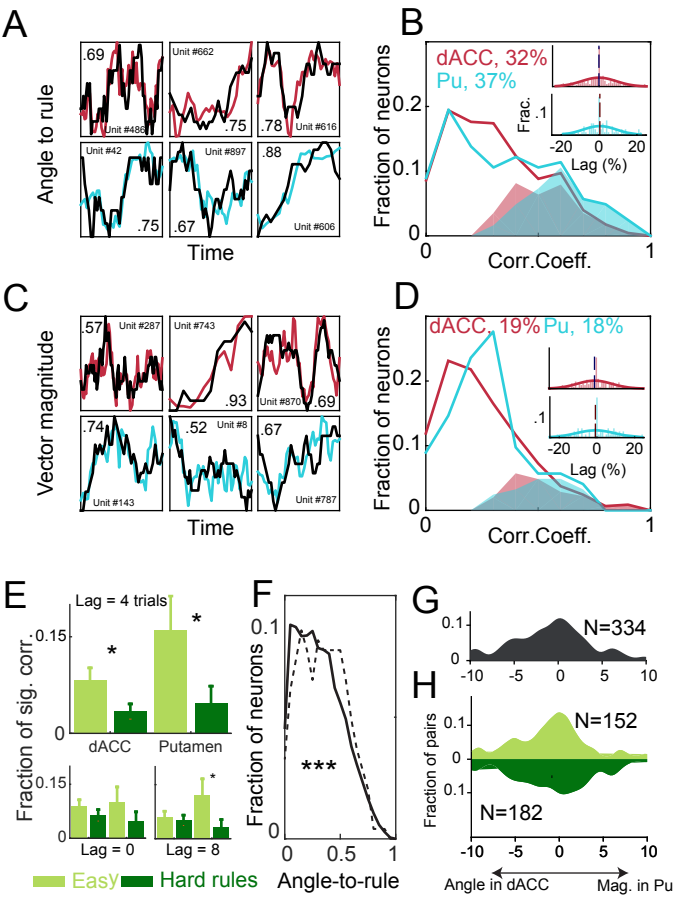 A
Angle to rule
.69
Unit #486
Unit #662
.75
.78
Unit #616
Unit #42
.75
Unit #897
.67
.88
Unit #606
Time
B
Fraction of neurons
dACC, 32%
Pu, 37%
0.2
0.1
0
0
1
Corr.Coeff.
Frac.
.1
-20
0
20
Lag (%)
C
Vector magnitude
.57
Unit #287
Unit #743
.93
Unit #870
.69
.74
Unit #143
.52
Unit #8
.67
Unit #787
Time
D
Fraction of neurons
dACC, 19%
Pu, 18%
0.2
0.1
0
0
1
Corr.Coeff.
.1
-20
0
20
Lag (%)
E
Fraction of sig. corr.
Lag = 4 trials
0.15
0
*
*
dACC
Putamen
0.15
0
*
Lag = 0
Lag = 8
Easy
Hard rules
F
Fraction of neurons
0.1
0
***
0
0.5
1.0
Angle-to-rule
G
0.1
0
N=334
-10
-5
0
5
10
H
Fraction of pairs
0.1
0
0.1
N=152
N=182
-10
-5
0
5
10
Angle in dACC
Mag. in Pu